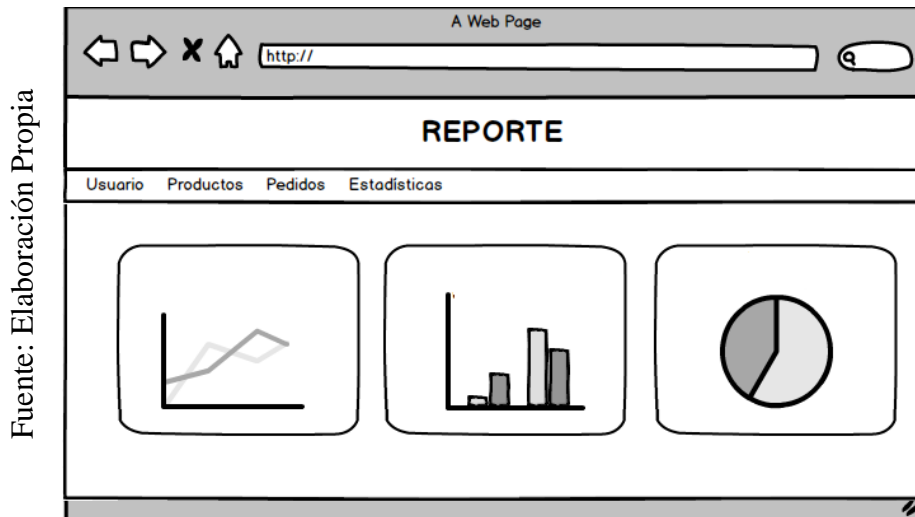 A Web Page
http://
REPORTE
Usuario Productos Pedidos Estadísticas
Fuente: Elaboración Propia